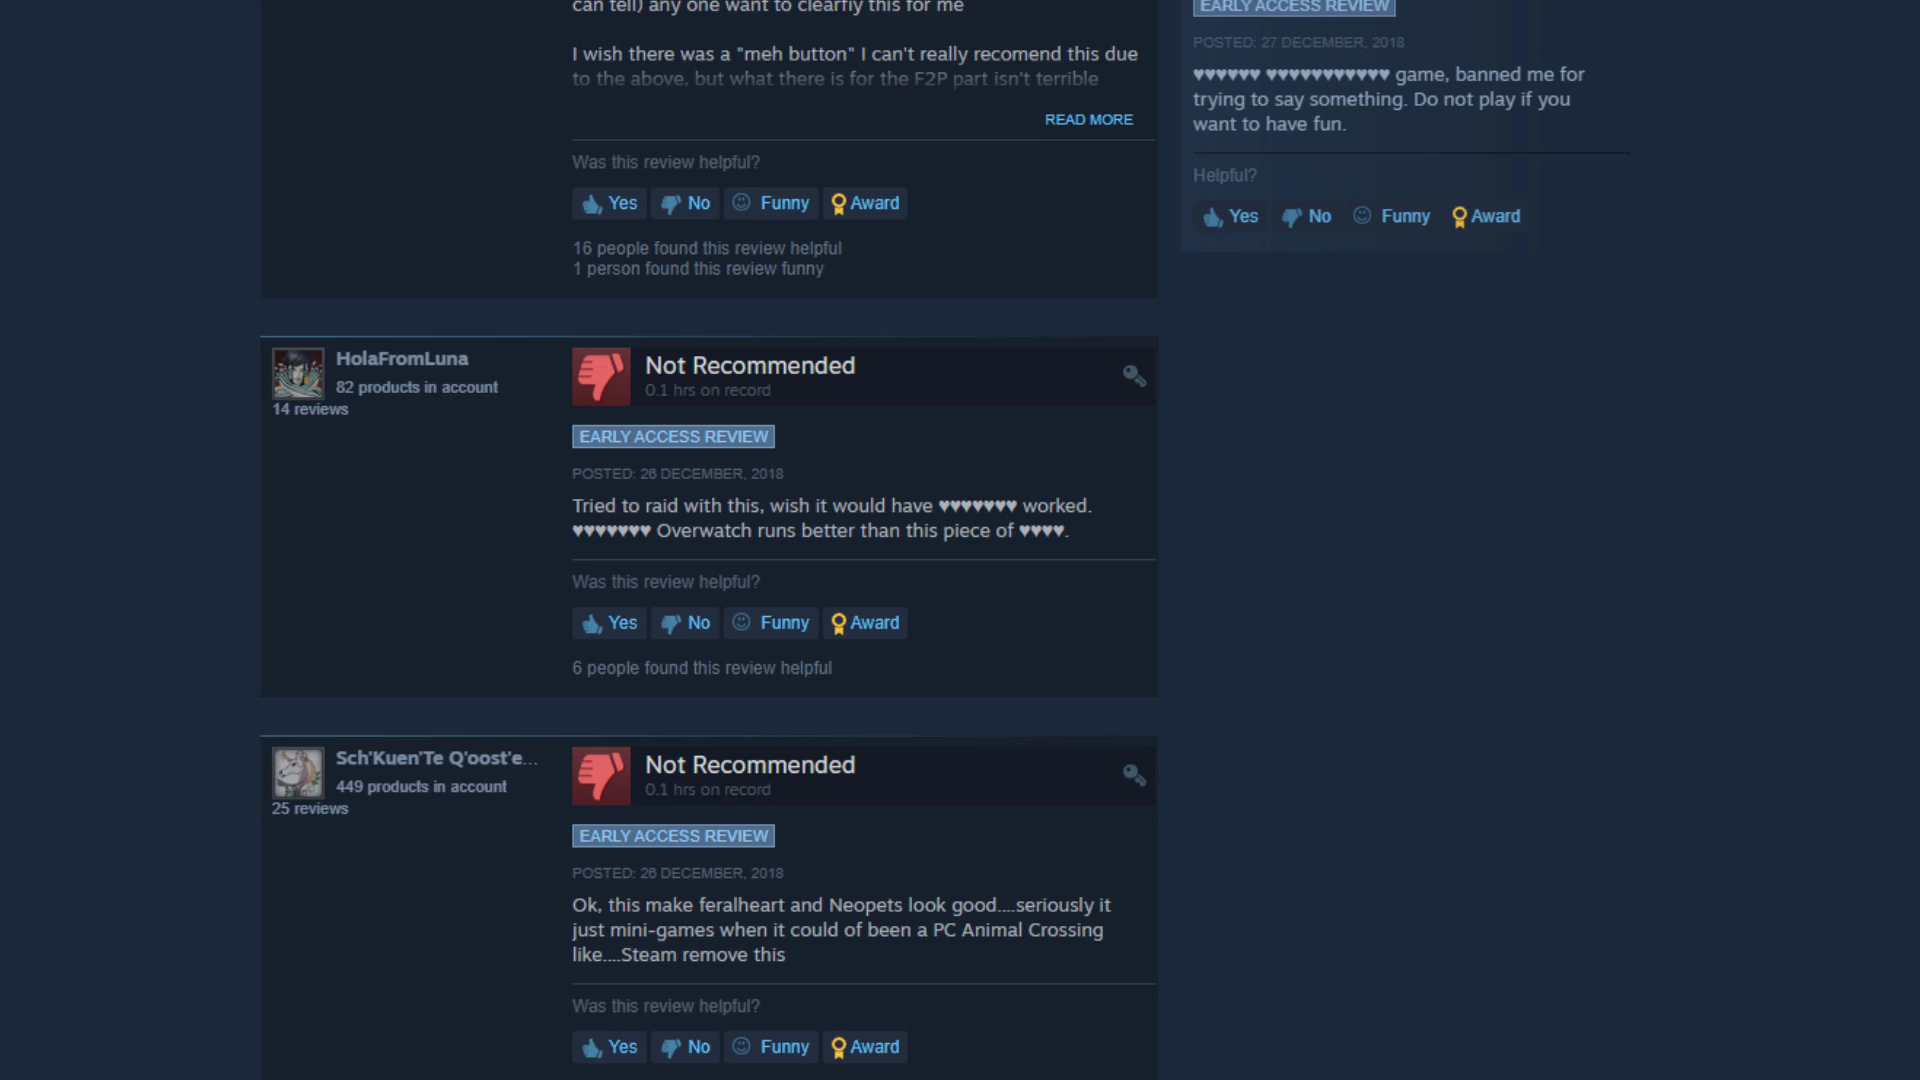 can tell) any one want to clearfiy this for me
I wish there was a "meh button" I can't really recomend this due
to the above, but what there is for the F2P part isn't terrible
READ MORE
Was this review helpful?
Yes No Funny Award
16 people found this review helpful
1 person found this review funny
HolaFromLuna
82 products in account
14 reviews
Not Recommended
0.1 hrs on record
EARLY ACCESS REVIEW
POSTED: 26 DECEMBER, 2018
Tried to raid with this, wish it would have ♥♥♥♥♥♥♥ worked.
♥♥♥♥♥♥♥ Overwatch runs better than this piece of ♥♥♥♥.
Was this review helpful?
Yes No Funny Award
6 people found this review helpful
Sch'Kuen'Te Q'oost'e...
449 products in account
25 reviews
Not Recommended
0.1 hrs on record
EARLY ACCESS REVIEW
POSTED: 26 DECEMBER, 2018
Ok, this make feralheart and Neopets look good....seriously it
just mini-games when it could of been a PC Animal Crossing
like....Steam remove this
Was this review helpful?
Yes No Funny Award
EARLY ACCESS REVIEW
POSTED: 27 DECEMBER, 2018
♥♥♥♥♥♥ ♥♥♥♥♥♥♥♥♥♥♥ game, banned me for
trying to say something. Do not play if you
want to have fun.
Helpful?
Yes No Funny Award